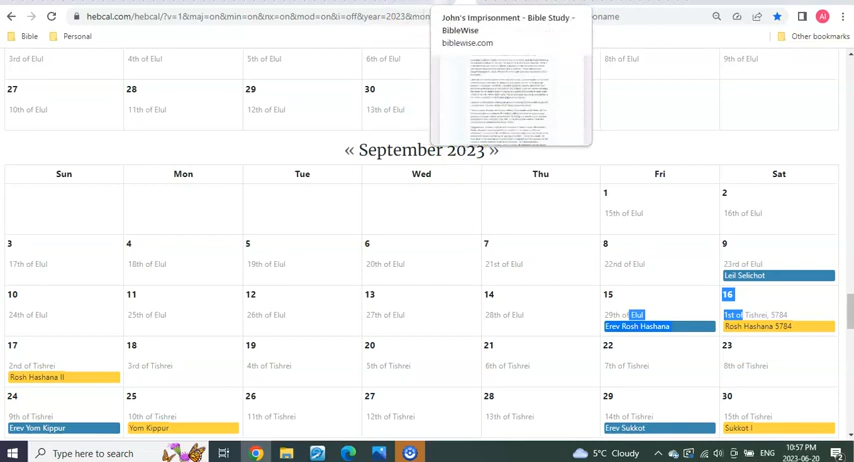 hebcal.com/hebcal/?v=1&maj=on&min=on&nx=on&mod=on&i=off&year=2023&mont
oname
John's Imprisonment - Bible Study - BibleWise
biblewise.com
Bible
Personal
Other bookmarks
AI
3rd of Elul 4th of Elul 5th of Elul 6th of Elul 8th of Elul 9th of Elul
27 28 29 30
10th of Elul 11th of Elul 12th of Elul 13th of Elul
« September 2023 »
Sun Mon Tue Wed Thu Fri Sat
1 2
15th of Elul 16th of Elul
3 4 5 6 7 8 9
17th of Elul 18th of Elul 19th of Elul 20th of Elul 21st of Elul 22nd of Elul 23rd of Elul
Leil Selichot
10 11 12 13 14 15 16
24th of Elul 25th of Elul 26th of Elul 27th of Elul 28th of Elul 29th of Elul 1st of Tishrei, 5784
Erev Rosh Hashana Rosh Hashana 5784
17 18 19 20 21 22 23
2nd of Tishrei 3rd of Tishrei 4th of Tishrei 5th of Tishrei 6th of Tishrei 7th of Tishrei 8th of Tishrei
Rosh Hashana II
24 25 26 27 28 29 30
9th of Tishrei 10th of Tishrei 11th of Tishrei 12th of Tishrei 13th of Tishrei 14th of Tishrei 15th of Tishrei
Erev Yom Kippur Yom Kippur Erev Sukkot Sukkot I
Type here to search
5°C Cloudy
ENG
10:57 PM
2023-06-20
2